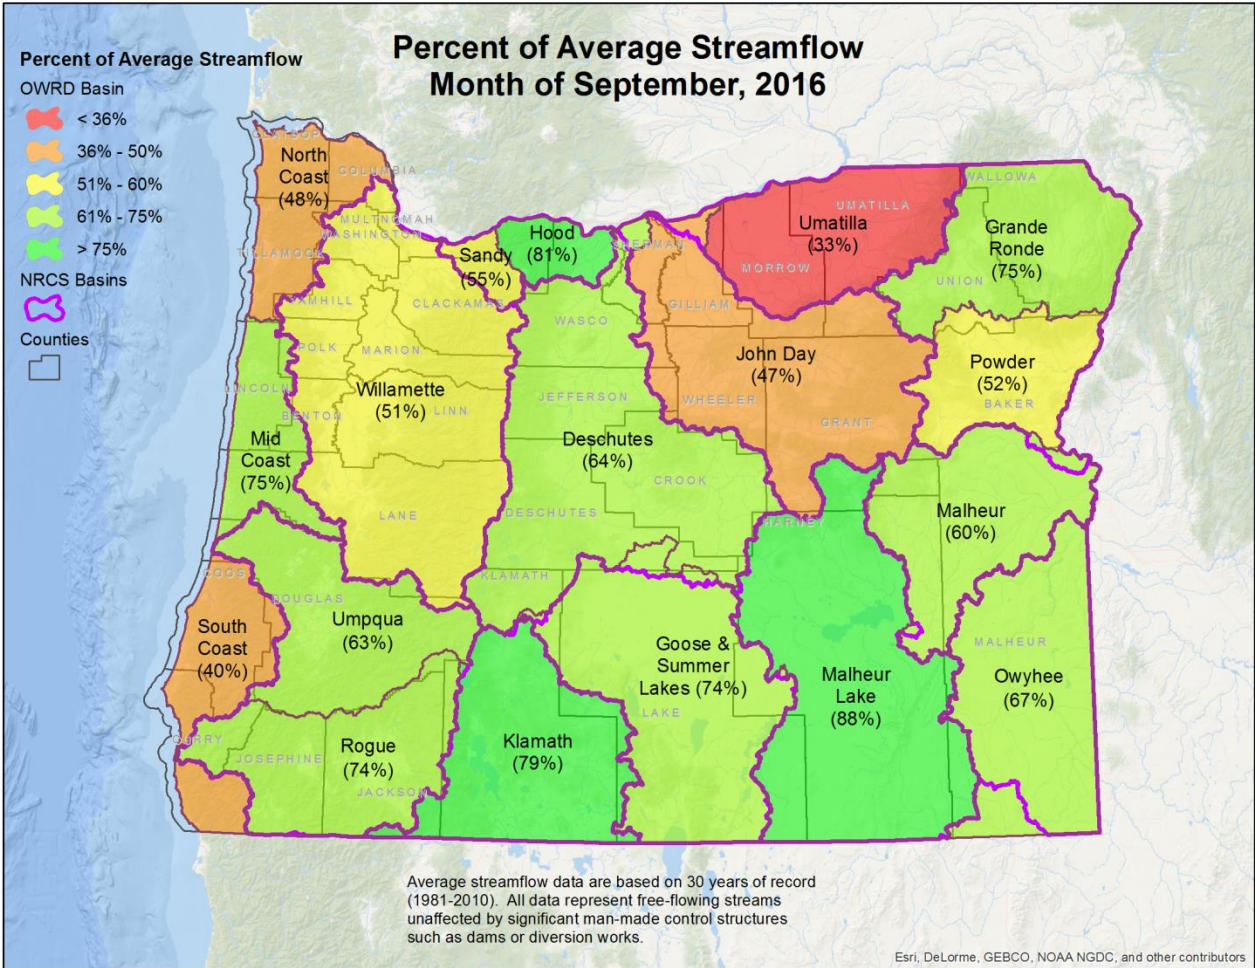 Percent of Average Streamflow
Month of September, 2016
Percent of Average Streamflow
OWRD Basin
< 36%
36% - 50%
51% - 60%
61% - 75%
> 75%
NRCS Basins
Counties
North
Coast
(48%)
COLUMBIA
TILLAMOOK
MULTNOMAH
WASHINGTON
YAMHILL
CLACKAMAS
Sandy
(55%)
Hood
(81%)
SHERMAN
Umatilla
(33%)
UMATILLA
MORROW
WALLOWA
Grande
Ronde
(75%)
UNION
GILLIAM
WASCO
POLK
MARION
Willamette
(51%)
LINCOLN
BENTON
LINN
JEFFERSON
John Day
(47%)
WHEELER
GRANT
Powder
(52%)
BAKER
Mid
Coast
(75%)
Deschutes
(64%)
CROOK
LANE
DESCHUTES
HARNEY
Malheur
(60%)
COOS
DOUGLAS
KLAMATH
South
Coast
(40%)
Umpqua
(63%)
Goose &
Summer
Lakes (74%)
LAKE
Malheur
Lake
(88%)
MALHEUR
Owyhee
(67%)
CURRY
JOSEPHINE
Rogue
(74%)
JACKSON
Klamath
(79%)
Average streamflow data are based on 30 years of record
(1981-2010).  All data represent free-flowing streams
unaffected by significant man-made control structures
such as dams or diversion works.
Esri, DeLorme, GEBCO, NOAA NGDC, and other contributors